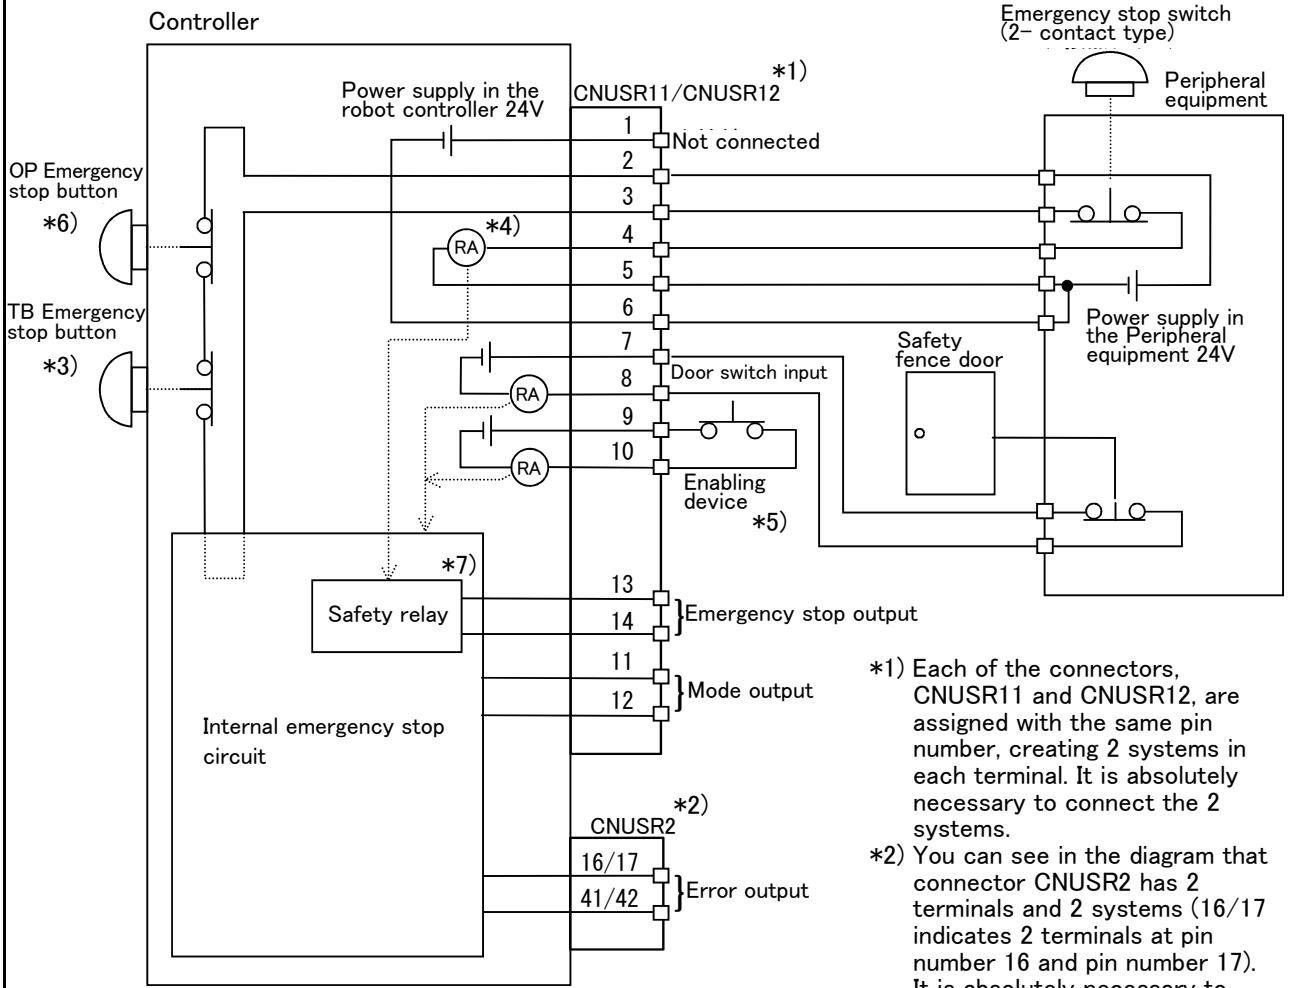 Controller
Emergency stop switch
(2- contact type)
Peripheral
equipment
*1)
CNUSR11/CNUSR12
Power supply in the
robot controller 24V
1
Not connected
2
3
OP Emergency
stop button
*6)
*4)
RA
4
5
6
TB Emergency
stop button
*3)
Power supply in
the Peripheral
equipment 24V
Safety
fence door
7
Door switch input
8
RA
9
10
RA
Enabling
device
*5)
*7)
Safety relay
13
14
Emergency stop output
11
12
Mode output
Internal emergency stop
circuit
*2)
CNUSR2
16/17
41/42
Error output
*1) Each of the connectors,
CNUSR11 and CNUSR12, are
assigned with the same pin
number, creating 2 systems in
each terminal. It is absolutely
necessary to connect the 2
systems.
*2) You can see in the diagram that
connector CNUSR2 has 2
terminals and 2 systems (16/17
indicates 2 terminals at pin
number 16 and pin number 17).
It is absolutely necessary to